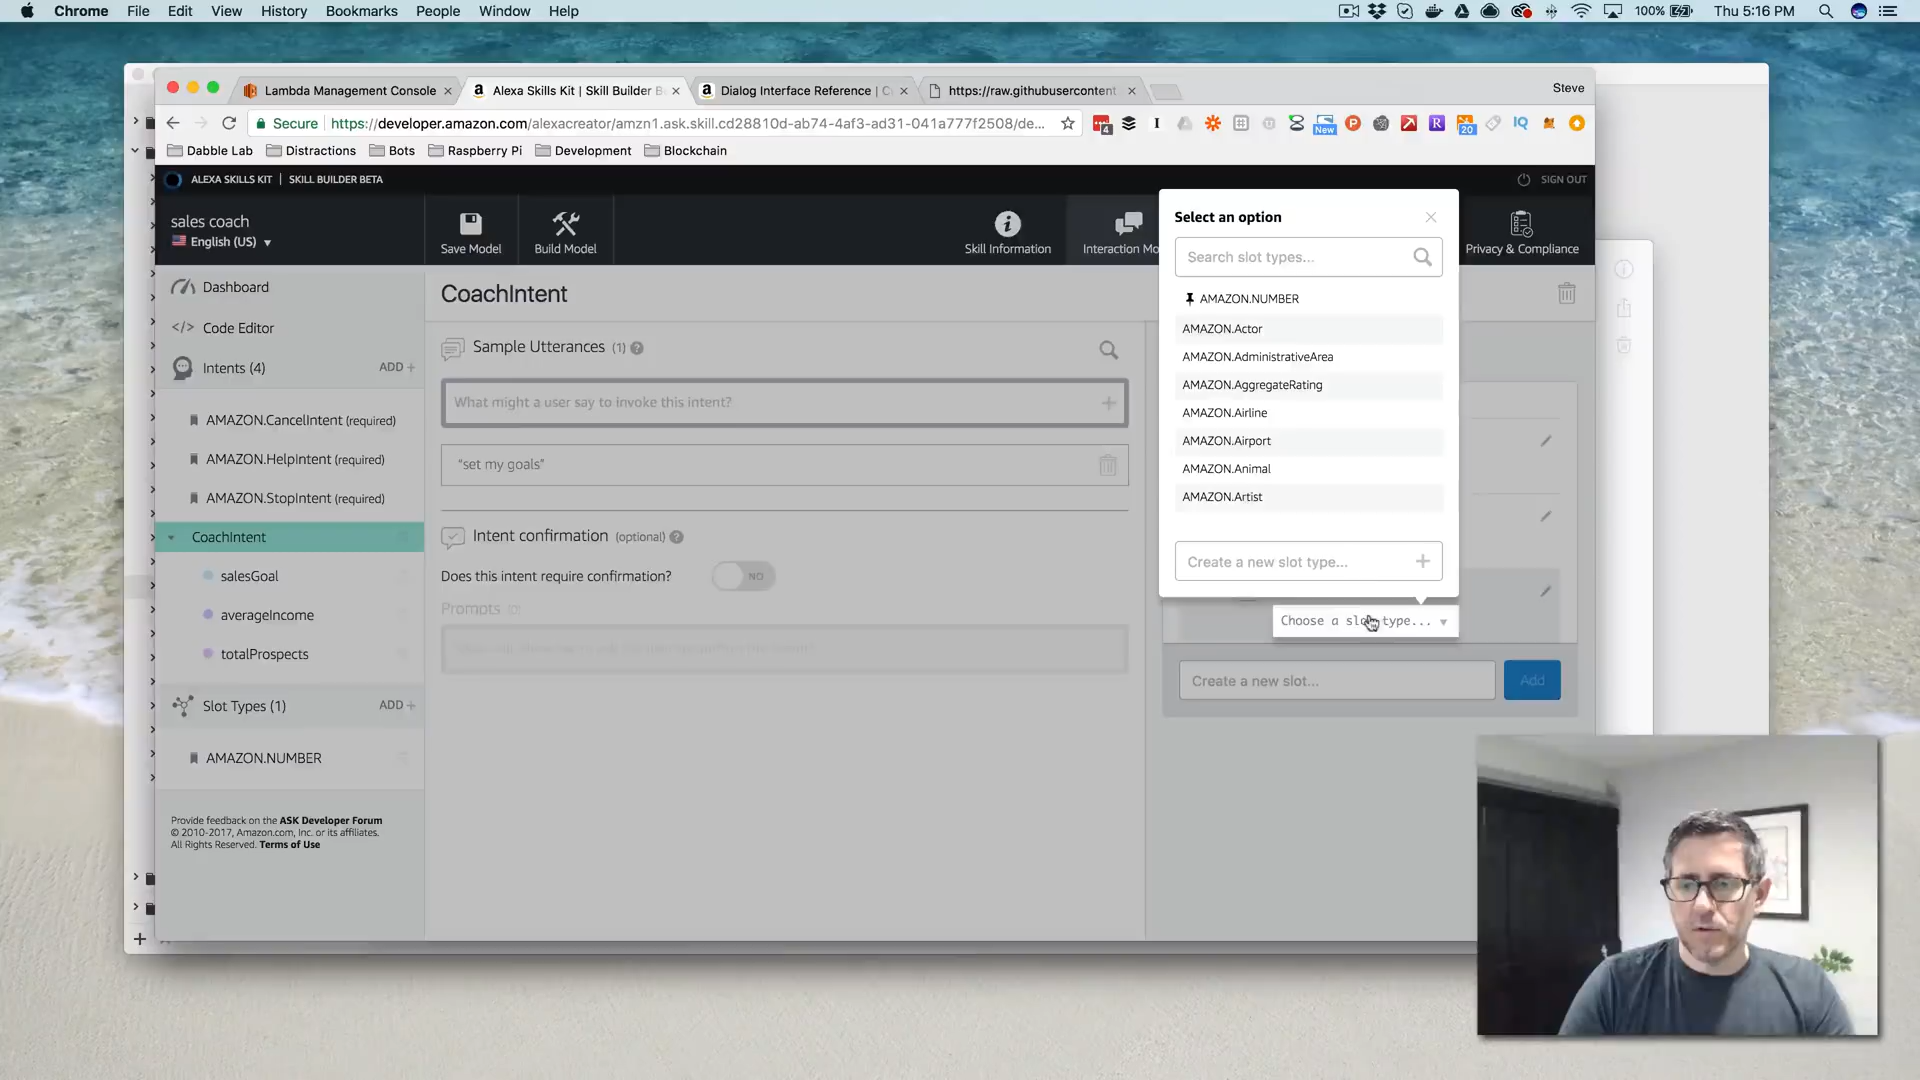 Chrome File Edit View History Bookmarks People Window Help 100% Thu 5:16 PM
Lambda Management Console
Alexa Skills Kit | Skill Builder B
Dialog Interface Reference | C
https://raw.githubusercontent
Steve
Secure https://developer.amazon.com/alexacreator/amzn1.ask.skill.cd28810d-ab74-4af3-ad31-041a777f2508/de...
4
New
20
IQ
Dabble Lab Distractions Bots Raspberry Pi Development Blockchain
ALEXA SKILLS KIT | SKILL BUILDER BETA
SIGN OUT
sales coach
English (US)
Save Model
Build Model
Skill Information
Interaction Mo
Privacy & Compliance
Dashboard
Code Editor
Intents (4) ADD +
AMAZON.CancelIntent (required)
AMAZON.HelpIntent (required)
AMAZON.StopIntent (required)
CoachIntent
salesGoal
averageIncome
totalProspects
Slot Types (1) ADD +
AMAZON.NUMBER
Provide feedback on the ASK Developer Forum
© 2010-2017, Amazon.com, Inc. or its affiliates.
All Rights Reserved. Terms of Use
CoachIntent
Sample Utterances (1)
What might a user say to invoke this intent?
"set my goals"
Intent confirmation (optional)
Does this intent require confirmation? NO
Prompts (0)
Select an option
Search slot types...
AMAZON.NUMBER
AMAZON.Actor
AMAZON.AdministrativeArea
AMAZON.AggregateRating
AMAZON.Airline
AMAZON.Airport
AMAZON.Animal
AMAZON.Artist
Create a new slot type...
Choose a slot type...
Create a new slot...
Add